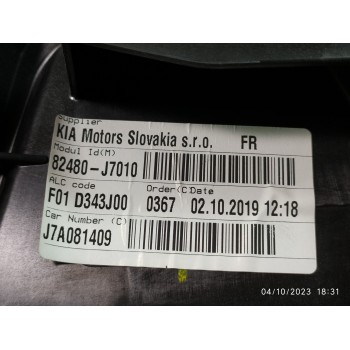 Supplier
KIA Motors Slovakia s.r.o. FR
Modul Id(M)
82480-J7010
ALC code Order(C)Date
F01 D343J00 0367 02.10.2019 12:18
Car Number (C)
J7A081409
04/10/2023 18:31